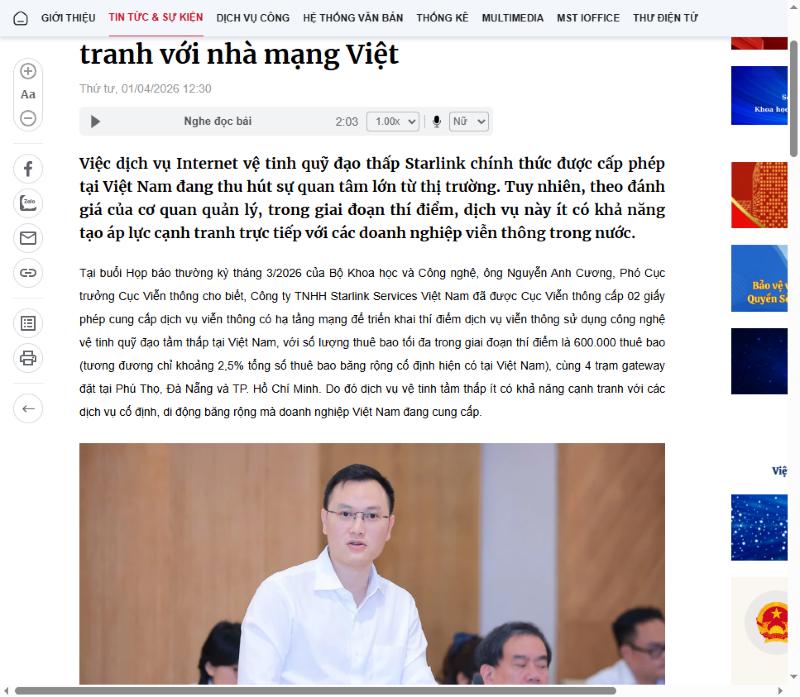 GIỚI THIỆU
TIN TỨC & SỰ KIỆN
DỊCH VỤ CÔNG
HỆ THỐNG VĂN BẢN
THỐNG KÊ
MULTIMEDIA
MST IOFFICE
THƯ ĐIỆN TỬ
tranh với nhà mạng Việt
Thứ tư, 01/04/2026 12:30
Aa
Nghe đọc bài
2:03
1.00x
Nữ
Zalo
Việc dịch vụ Internet vệ tinh quỹ đạo thấp Starlink chính thức được cấp phép
tại Việt Nam đang thu hút sự quan tâm lớn từ thị trường. Tuy nhiên, theo đánh
giá của cơ quan quản lý, trong giai đoạn thí điểm, dịch vụ này ít có khả năng
tạo áp lực cạnh tranh trực tiếp với các doanh nghiệp viễn thông trong nước.
Tại buổi Họp báo thường kỳ tháng 3/2026 của Bộ Khoa học và Công nghệ, ông Nguyễn Anh Cương, Phó Cục
trưởng Cục Viễn thông cho biết, Công ty TNHH Starlink Services Việt Nam đã được Cục Viễn thông cấp 02 giấy
phép cung cấp dịch vụ viễn thông có hạ tầng mạng để triển khai thí điểm dịch vụ viễn thông sử dụng công nghệ
vệ tinh quỹ đạo tầm thấp tại Việt Nam, với số lượng thuê bao tối đa trong giai đoạn thí điểm là 600.000 thuê bao
(tương đương chỉ khoảng 2,5% tổng số thuê bao băng rộng cố định hiện có tại Việt Nam), cùng 4 trạm gateway
đặt tại Phú Thọ, Đà Nẵng và TP. Hồ Chí Minh. Do đó dịch vụ vệ tinh tầm thấp ít có khả năng cạnh tranh với các
dịch vụ cố định, di động băng rộng mà doanh nghiệp Việt Nam đang cung cấp.
Khoa học
Bảo vệ
Quyền Sở
Việ